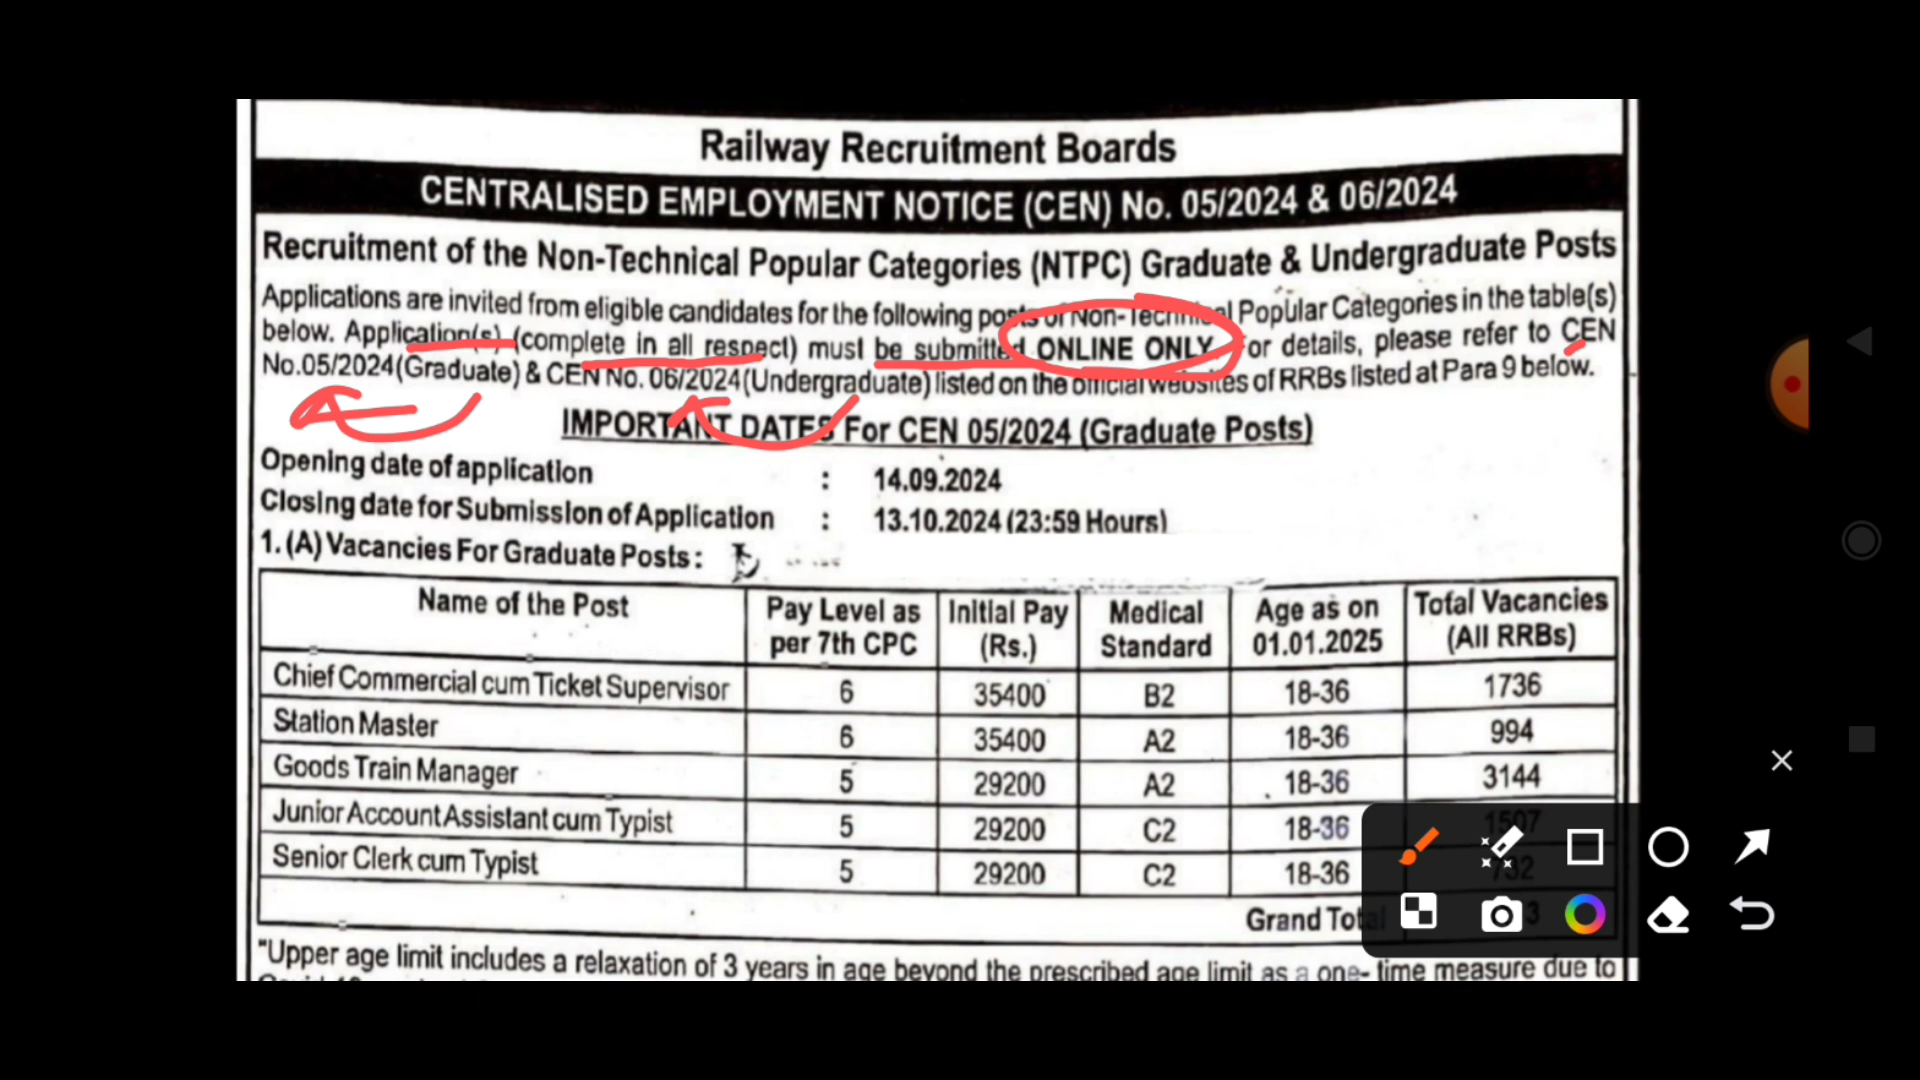 Railway Recruitment Boards
CENTRALISED EMPLOYMENT NOTICE (CEN) No. 05/2024 & 06/2024
Recruitment of the Non-Technical Popular Categories (NTPC) Graduate & Undergraduate Posts
Applications are invited from eligible candidates for the following posts of Non-Technical Popular Categories in the table(s)
below. Application(s) (complete in all respect) must be submitted ONLINE ONLY. For details, please refer to CEN
No.05/2024(Graduate) & CEN No. 06/2024(Undergraduate) listed on the official websites of RRBs listed at Para 9 below.
IMPORTANT DATES For CEN 05/2024 (Graduate Posts)
Opening date of application : 14.09.2024
Closing date for Submission of Application : 13.10.2024 (23:59 Hours)
1. (A) Vacancies For Graduate Posts:
Name of the Post Pay Level as per 7th CPC Initial Pay (Rs.) Medical Standard Age as on 01.01.2025 Total Vacancies (All RRBs)
Chief Commercial cum Ticket Supervisor 6 35400 B2 18-36 1736
Station Master 6 35400 A2 18-36 994
Goods Train Manager 5 29200 A2 18-36 3144
Junior Account Assistant cum Typist 5 29200 C2 18-36 1507
Senior Clerk cum Typist 5 29200 C2 18-36 732
Grand Total
"Upper age limit includes a relaxation of 3 years in age beyond the prescribed age limit as a one- time measure due to